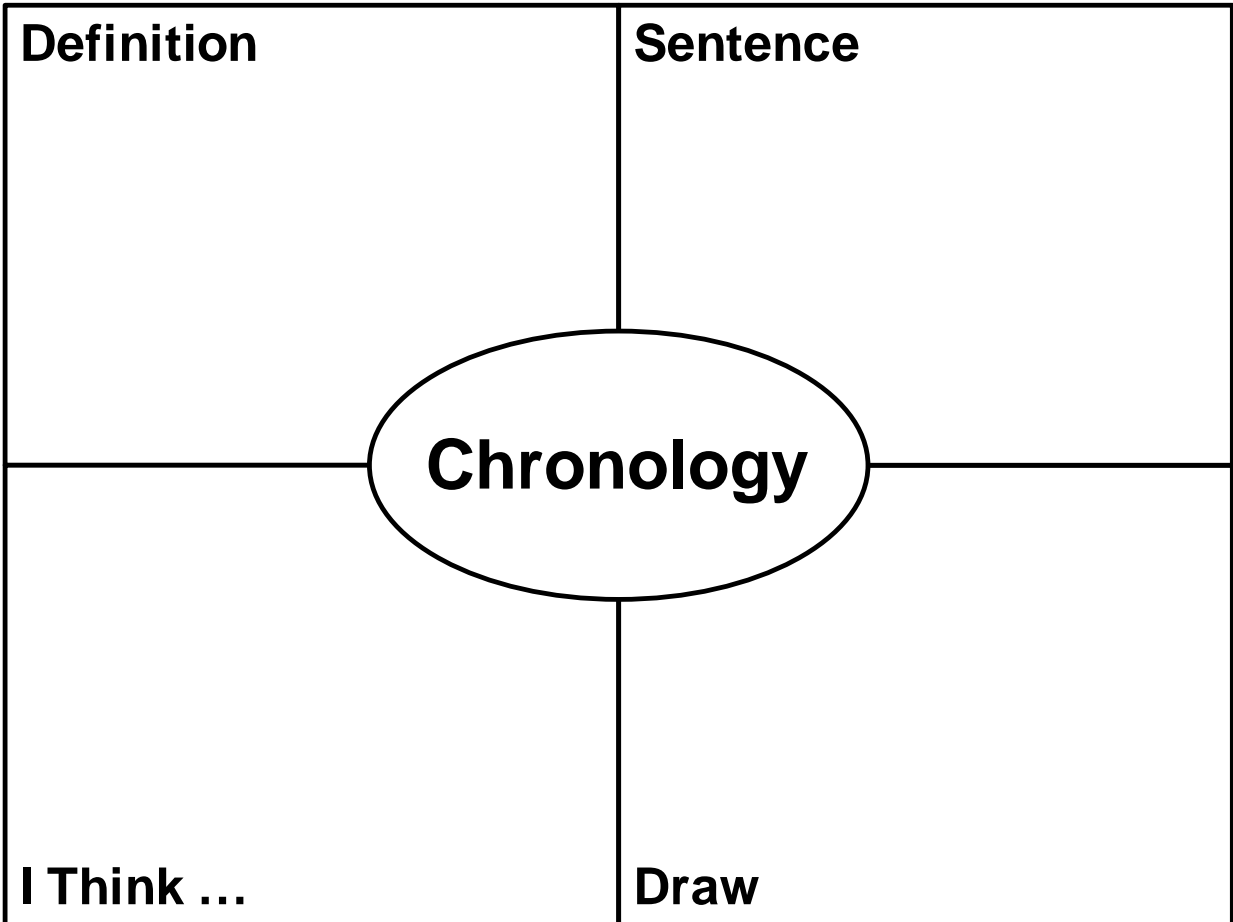 Definition
Sentence
Chronology
I Think …
Draw